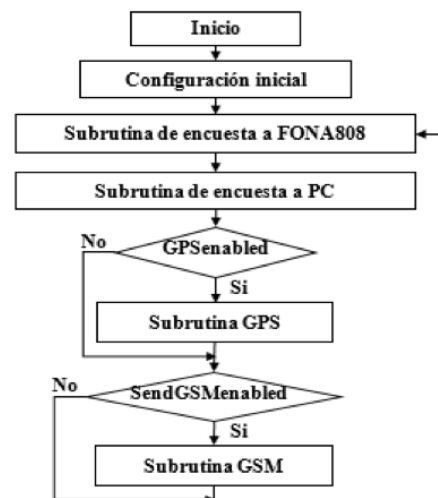 Inicio
Configuración inicial
Subrutina de encuesta a FONA808
Subrutina de encuesta a PC
No
GPSenabled
Si
Subrutina GPS
No
SendGSMenabled
Si
Subrutina GSM